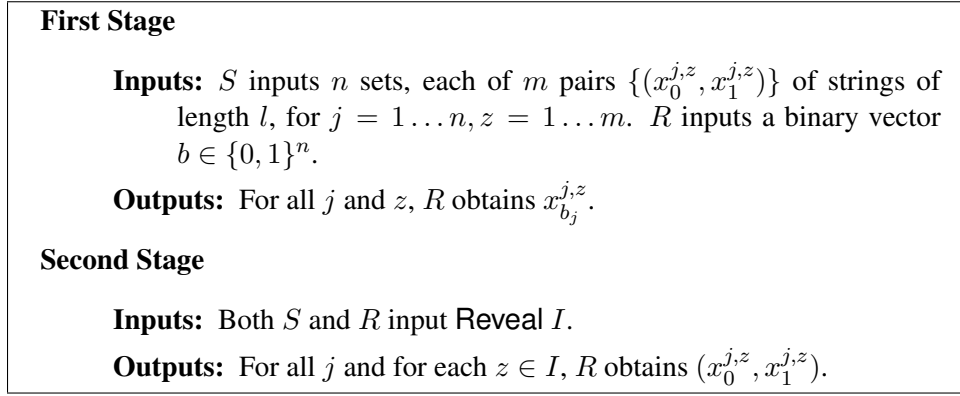 First Stage
Inputs: S inputs n sets, each of m pairs {(x_0^{j,z}, x_1^{j,z})} of strings of
length l, for j = 1 … n, z = 1 … m. R inputs a binary vector
b ∈ {0, 1}^n.
Outputs: For all j and z, R obtains x_{b_j}^{j,z}.
Second Stage
Inputs: Both S and R input Reveal I.
Outputs: For all j and for each z ∈ I, R obtains (x_0^{j,z}, x_1^{j,z}).